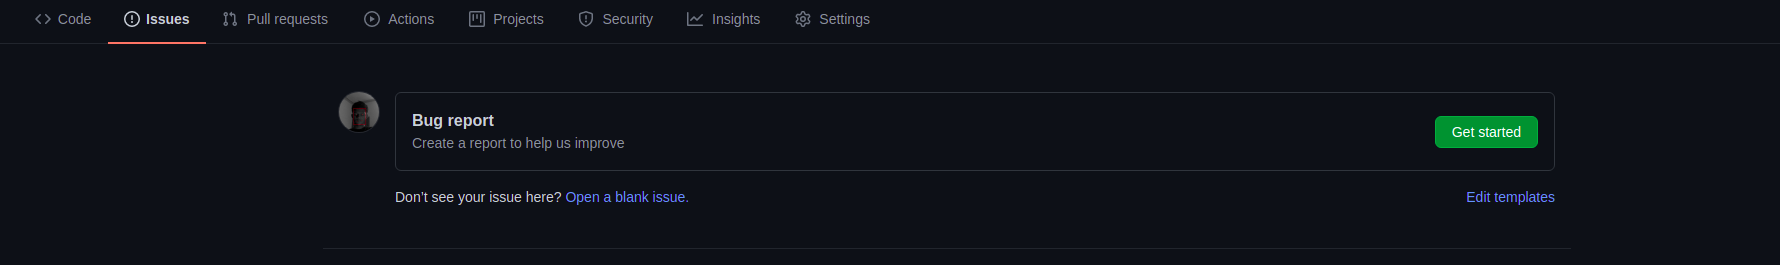 Code Issues Pull requests Actions Projects Security Insights Settings
Bug report
Create a report to help us improve
Get started
Don't see your issue here? Open a blank issue.
Edit templates